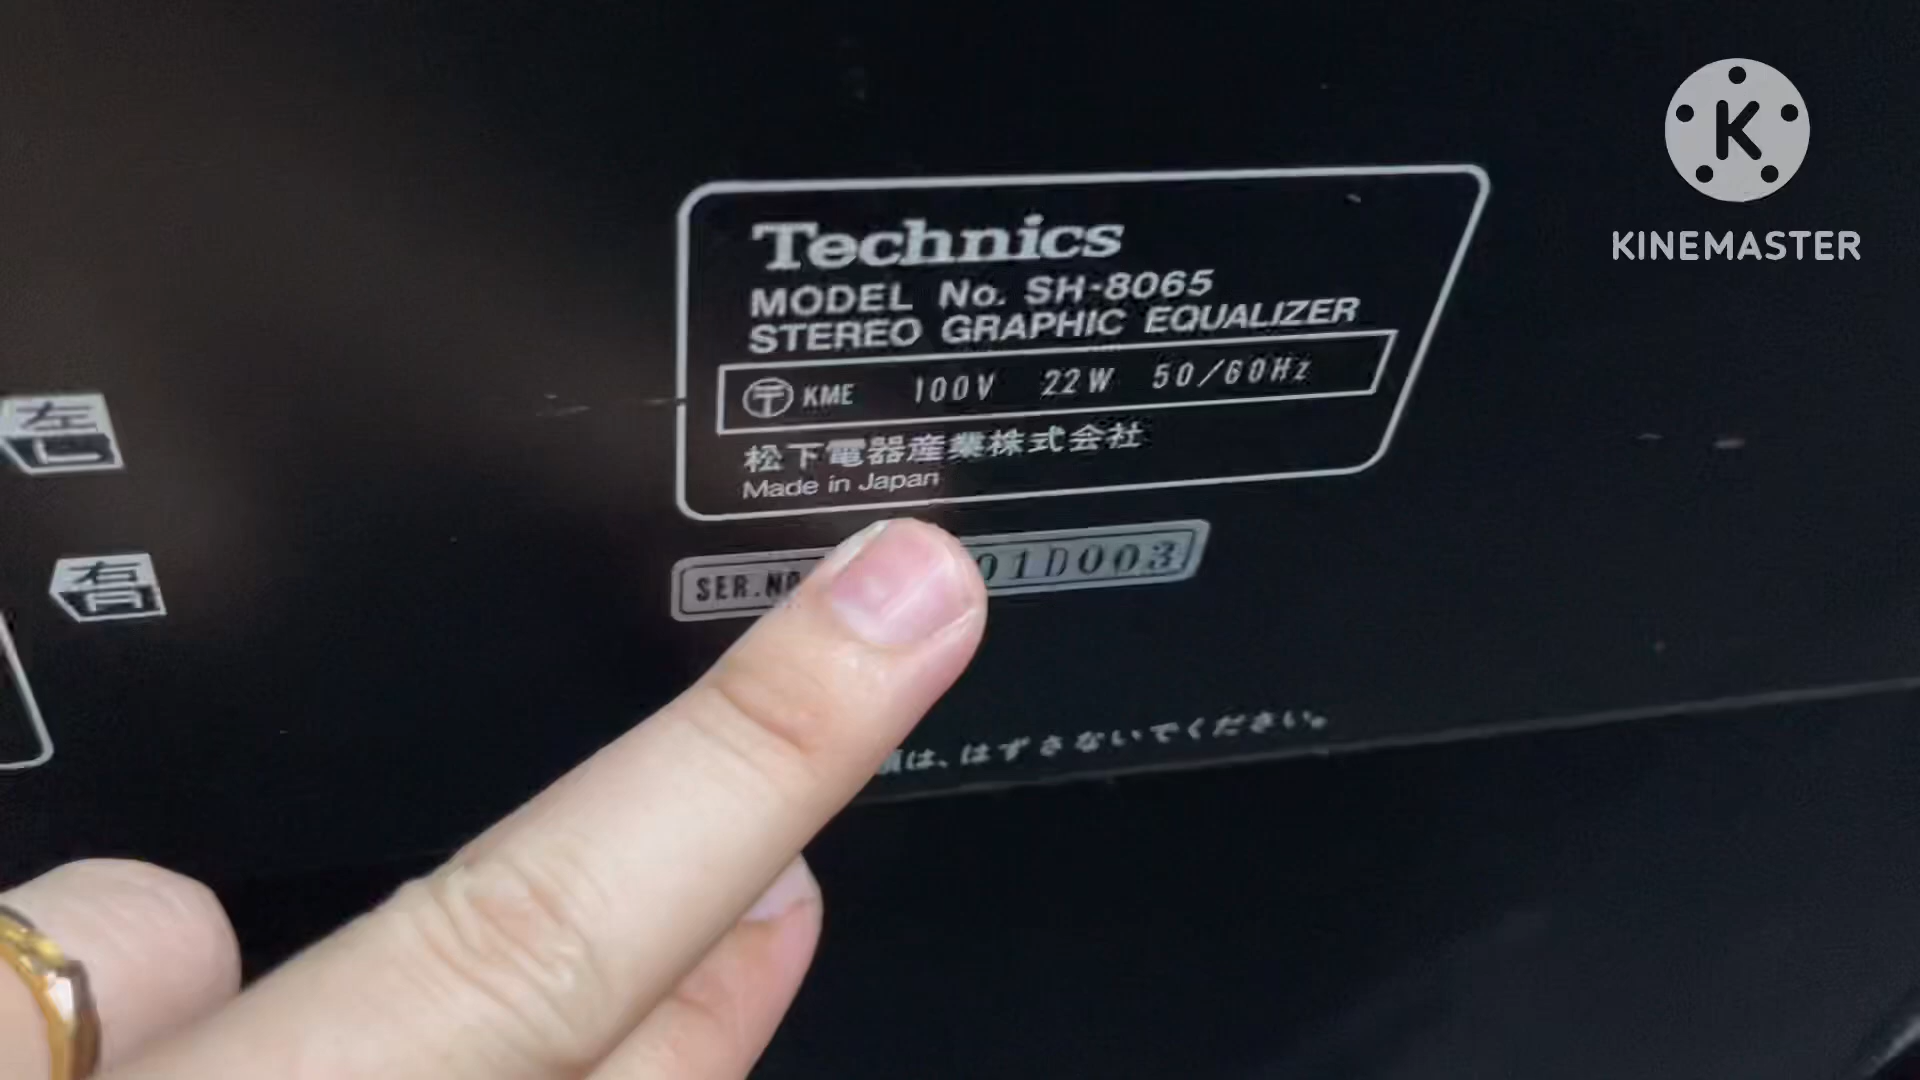 KINEMASTER
Technics
MODEL No. SH-8065
STEREO GRAPHIC EQUALIZER
〒 KME 100V 22W 50/60Hz
松下電器産業株式会社
Made in Japan
左
L
右
R
SER.NO 01D003
は、はずさないでください。